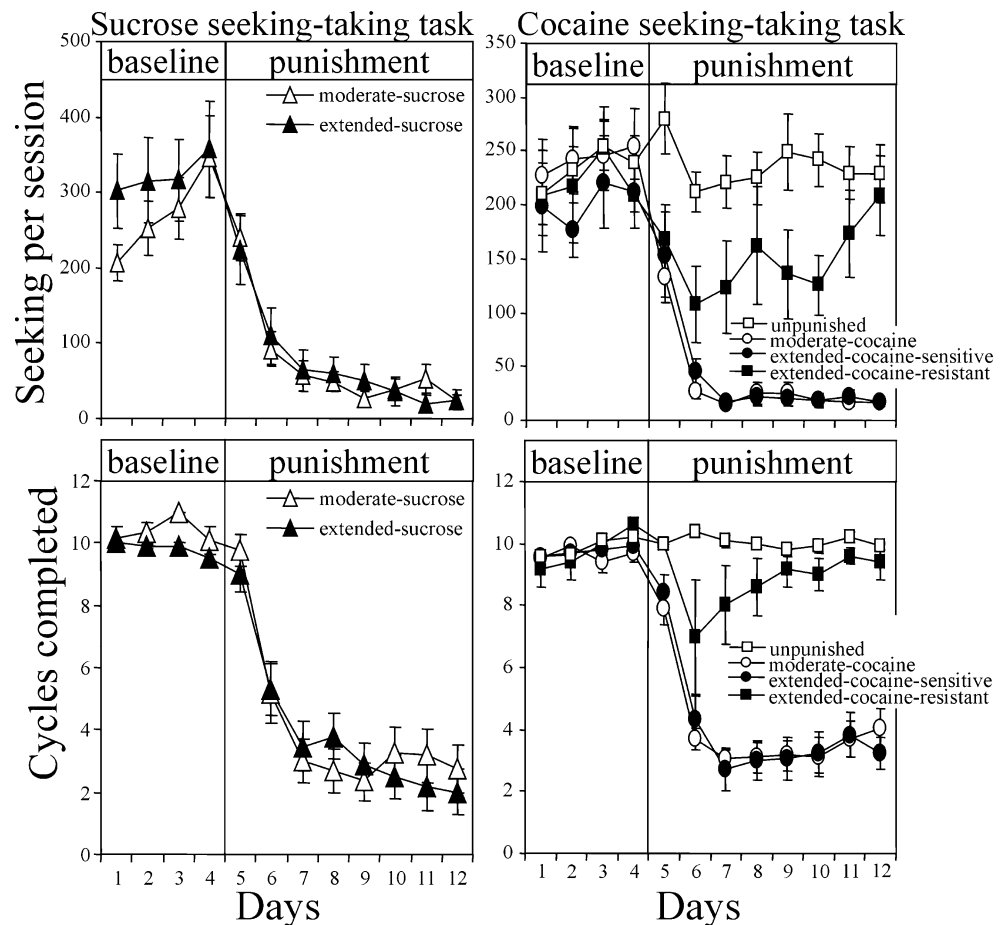 Sucrose seeking-taking task
Cocaine seeking-taking task
Seeking per session
500
400
300
200
100
0
baseline
punishment
moderate-sucrose
extended-sucrose
350
300
250
200
150
100
50
0
baseline
punishment
unpunished
moderate-cocaine
extended-cocaine-sensitive
extended-cocaine-resistant
Cycles completed
12
10
8
6
4
2
0
baseline
punishment
moderate-sucrose
extended-sucrose
1 2 3 4 5 6 7 8 9 10 11 12
Days
12
10
8
6
4
2
0
baseline
punishment
unpunished
moderate-cocaine
extended-cocaine-sensitive
extended-cocaine-resistant
1 2 3 4 5 6 7 8 9 10 11 12
Days